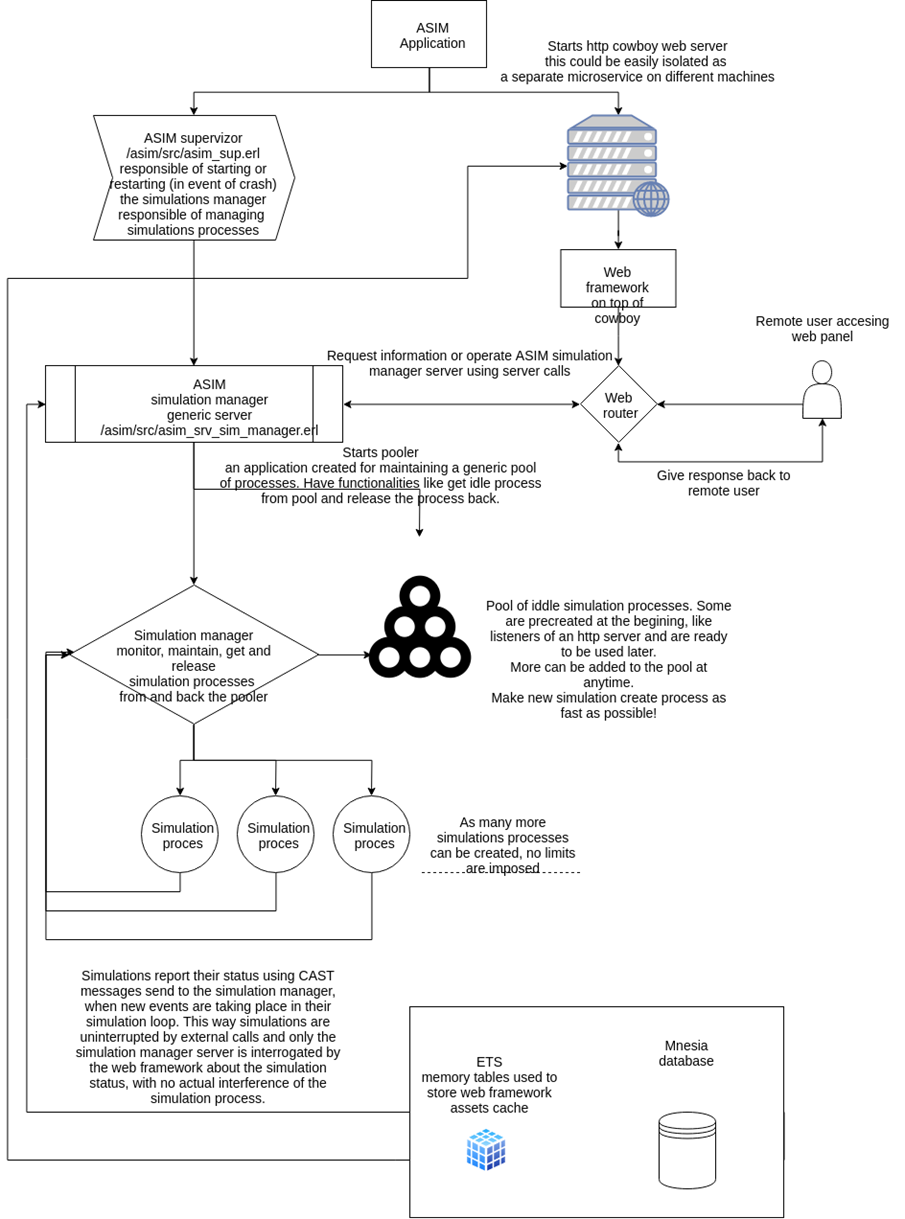 ASIM
Application
Starts http cowboy web server
this could be easily isolated as
a separate microservice on different machines
ASIM supervizor
/asim/src/asim_sup.erl
responsible of starting or
restarting (in event of crash)
the simulations manager
responsible of managing
simulations processes
Web
framework
on top of
cowboy
Remote user accesing
web panel
Request information or operate ASIM simulation
manager server using server calls
ASIM
simulation manager
generic server
/asim/src/asim_srv_sim_manager.erl
Web
router
Give response back to
remote user
Starts pooler
an application created for maintaining a generic pool
of processes. Have functionalities like get idle process
from pool and release the process back.
Simulation manager
monitor, maintain, get and
release
simulation processes
from and back the pooler
Pool of iddle simulation processes. Some
are precreated at the begining, like
listeners of an http server and are ready
to be used later.
More can be added to the pool at
anytime.
Make new simulation create process as
fast as possible!
Simulation
proces
Simulation
proces
Simulation
proces
As many more
simulations processes
can be created, no limits
are imposed
Simulations report their status using CAST
messages send to the simulation manager,
when new events are taking place in their
simulation loop. This way simulations are
uninterrupted by external calls and only the
simulation manager server is interrogated by
the web framework about the simulation
status, with no actual interference of the
simulation process.
ETS
memory tables used to
store web framework
assets cache
Mnesia
database